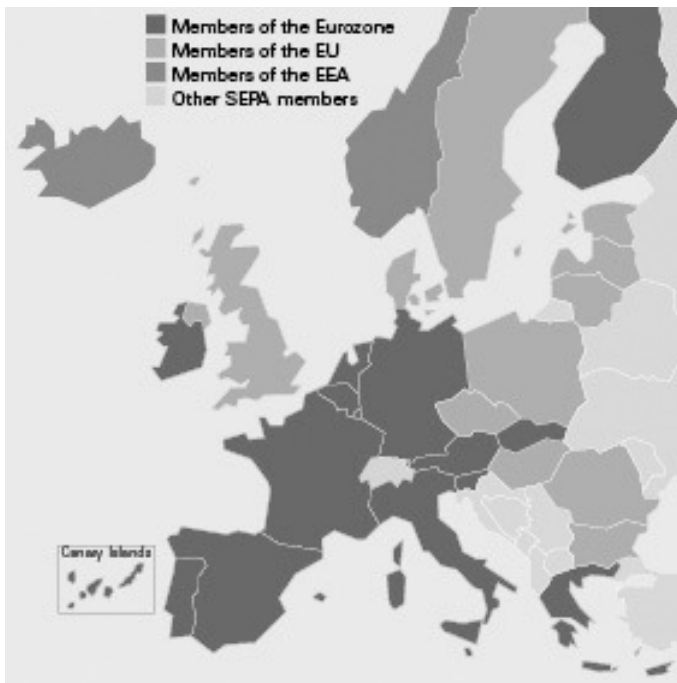 Members of the Eurozone
Members of the EU
Members of the EEA
Other SEPA members
Canary Islands